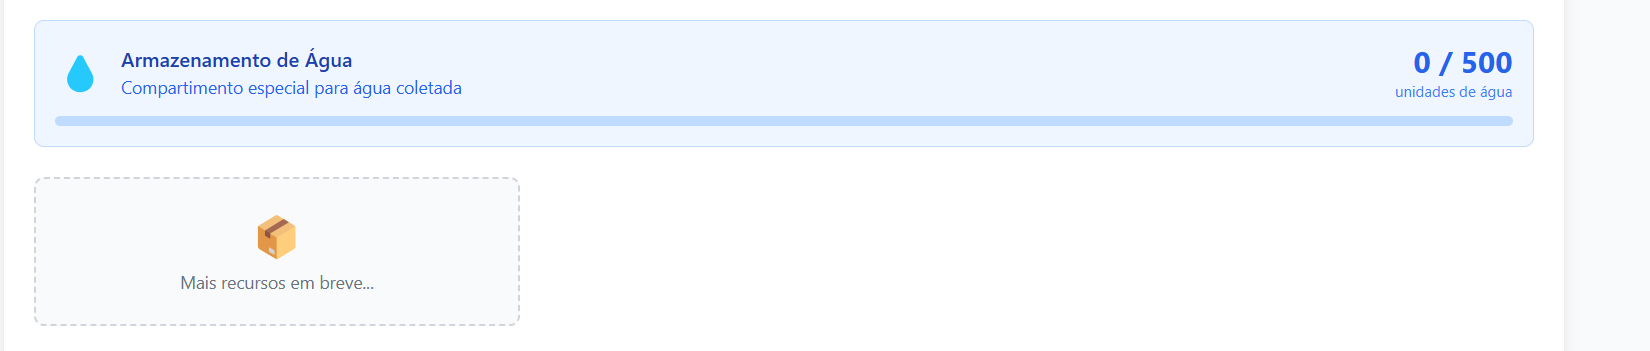 Armazenamento de Água
Compartimento especial para água coletada
0 / 500
unidades de água
Mais recursos em breve...